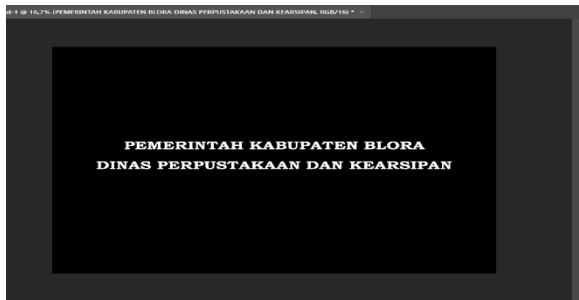 d-1 @ 16,7% (PEMERINTAH KABUPATEN BLORA DINAS PERPUSTAKAAN DAN KEARSIPAN, RGB/16) * ×
PEMERINTAH KABUPATEN BLORA
DINAS PERPUSTAKAAN DAN KEARSIPAN